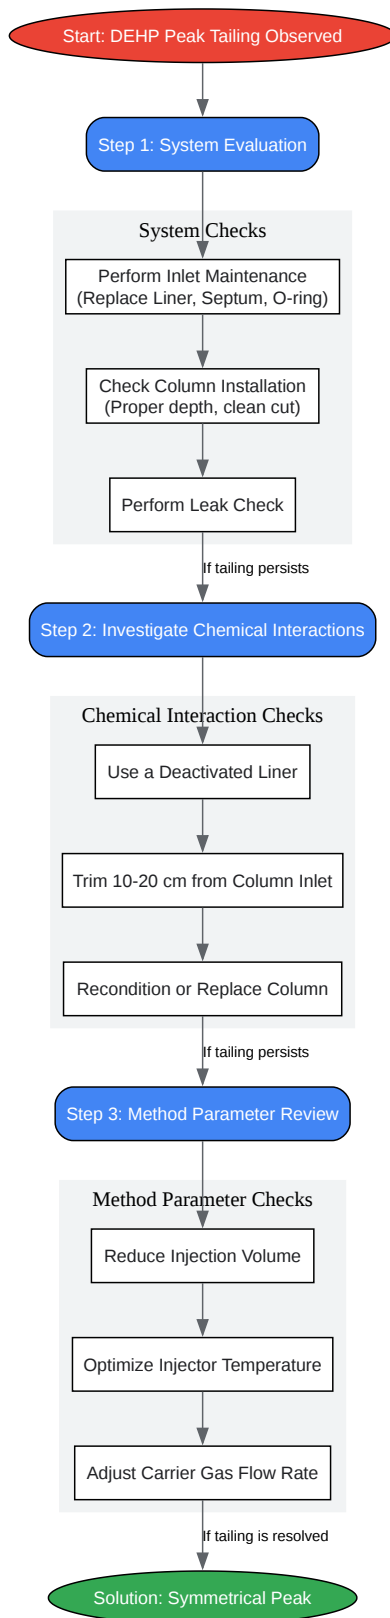 Start: DEHP Peak Tailing Observed
Step 1: System Evaluation
System Checks
Perform Inlet Maintenance
(Replace Liner, Septum, O-ring)
Check Column Installation
(Proper depth, clean cut)
Perform Leak Check
If tailing persists
Step 2: Investigate Chemical Interactions
Chemical Interaction Checks
Use a Deactivated Liner
Trim 10-20 cm from Column Inlet
Recondition or Replace Column
If tailing persists
Step 3: Method Parameter Review
Method Parameter Checks
Reduce Injection Volume
Optimize Injector Temperature
Adjust Carrier Gas Flow Rate
If tailing is resolved
Solution: Symmetrical Peak